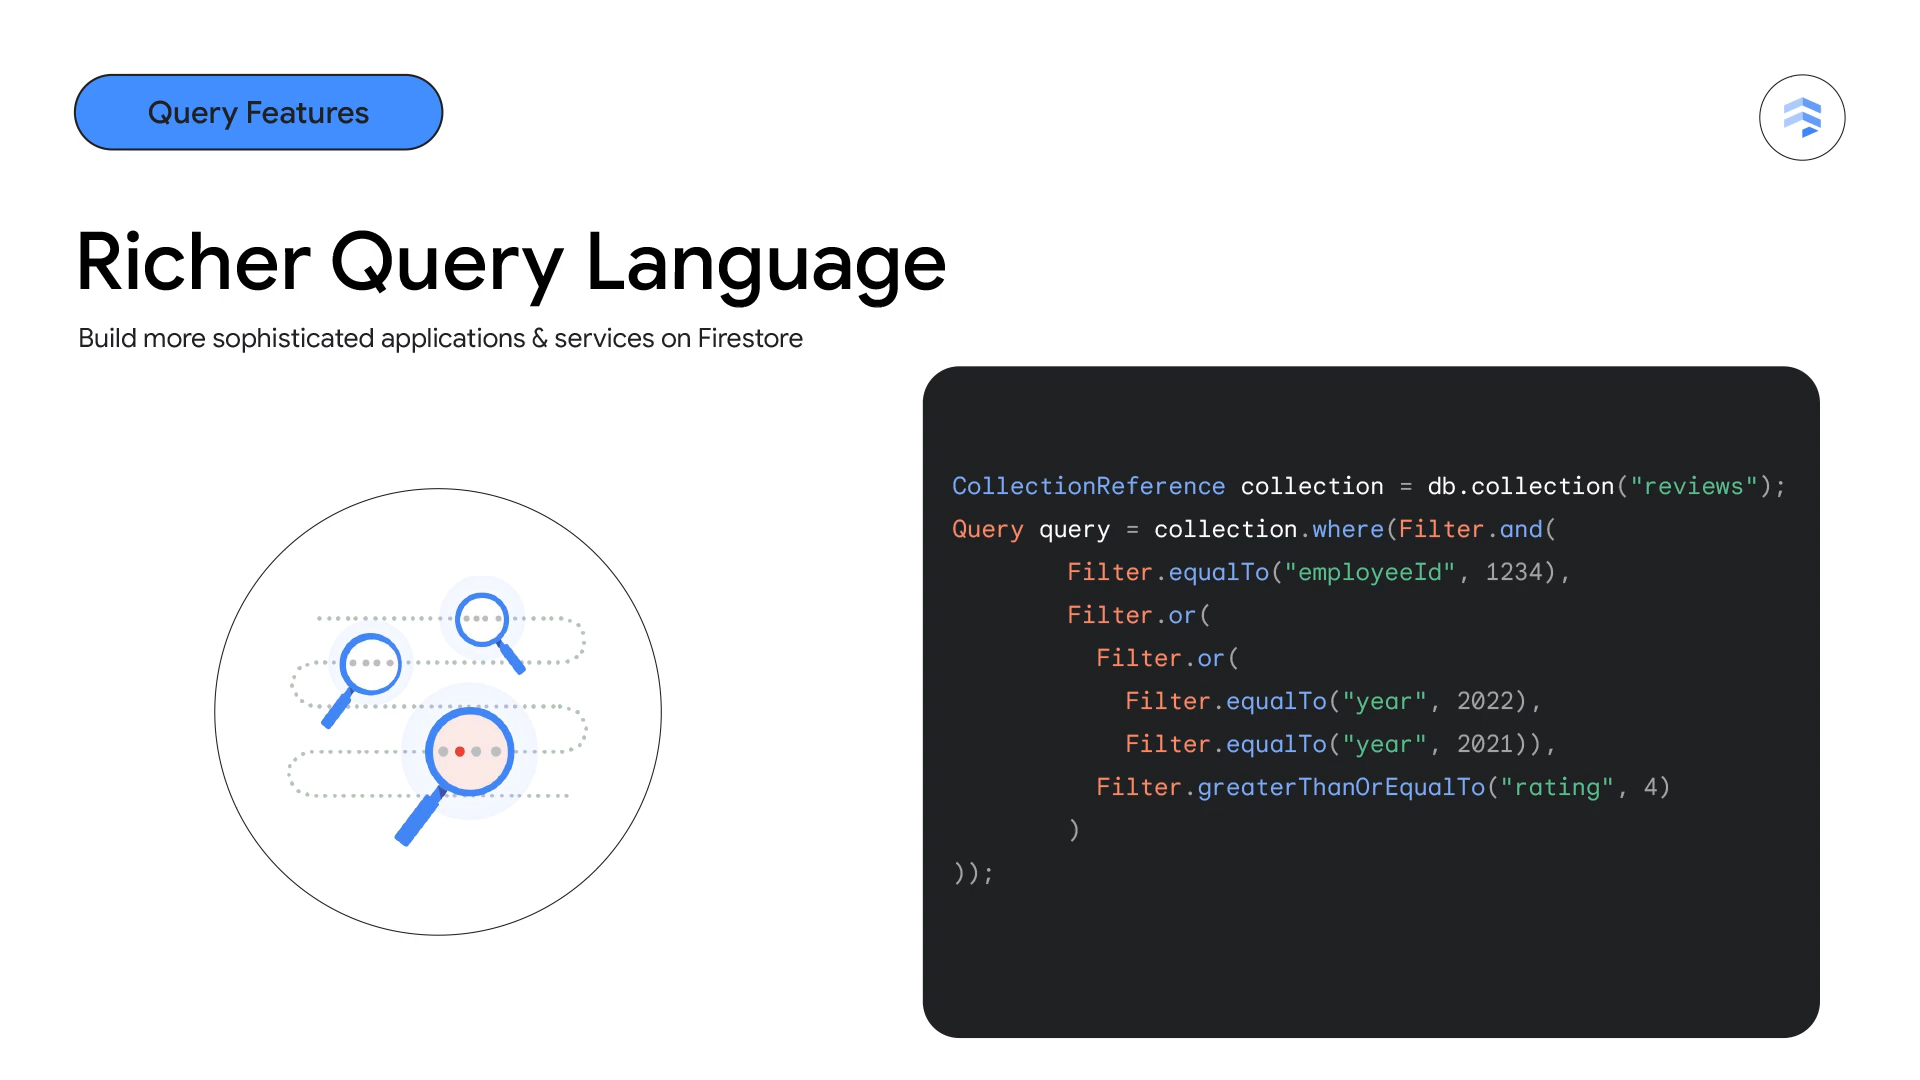 Query Features
Richer Query Language
Build more sophisticated applications & services on Firestore
CollectionReference collection = db.collection("reviews");
Query query = collection.where(Filter.and(
        Filter.equalTo("employeeId", 1234),
        Filter.or(
          Filter.or(
            Filter.equalTo("year", 2022),
            Filter.equalTo("year", 2021)),
          Filter.greaterThanOrEqualTo("rating", 4)
        )
));